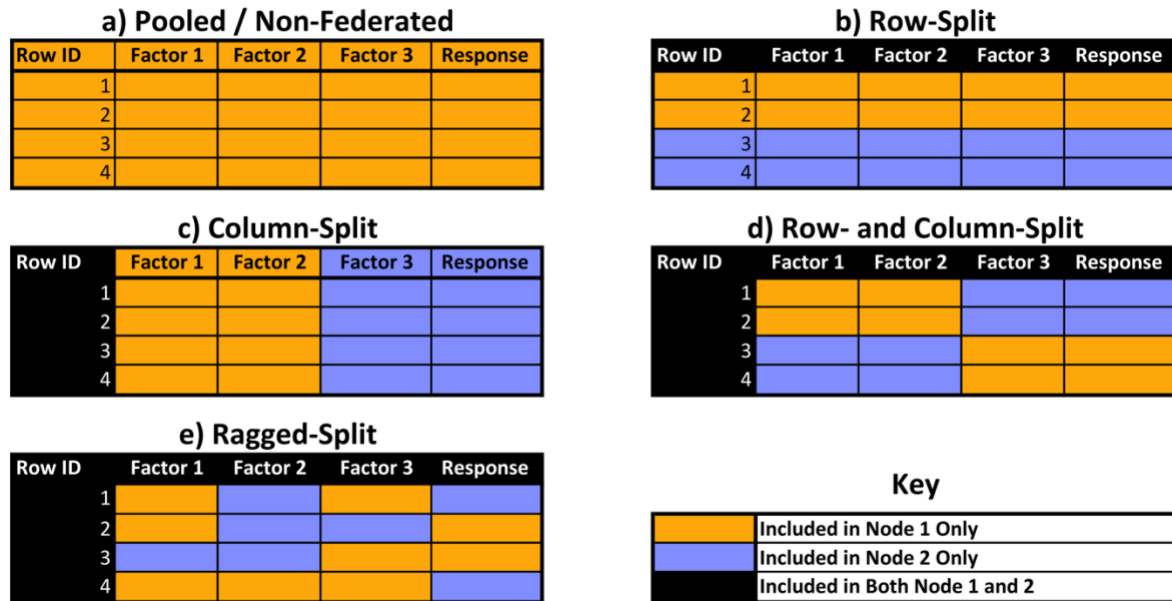 a) Pooled / Non-Federated
Row ID Factor 1 Factor 2 Factor 3 Response
1
2
3
4
b) Row-Split
Row ID Factor 1 Factor 2 Factor 3 Response
1
2
3
4
c) Column-Split
Row ID Factor 1 Factor 2 Factor 3 Response
1
2
3
4
d) Row- and Column-Split
Row ID Factor 1 Factor 2 Factor 3 Response
1
2
3
4
e) Ragged-Split
Row ID Factor 1 Factor 2 Factor 3 Response
1
2
3
4
Key
Included in Node 1 Only
Included in Node 2 Only
Included in Both Node 1 and 2